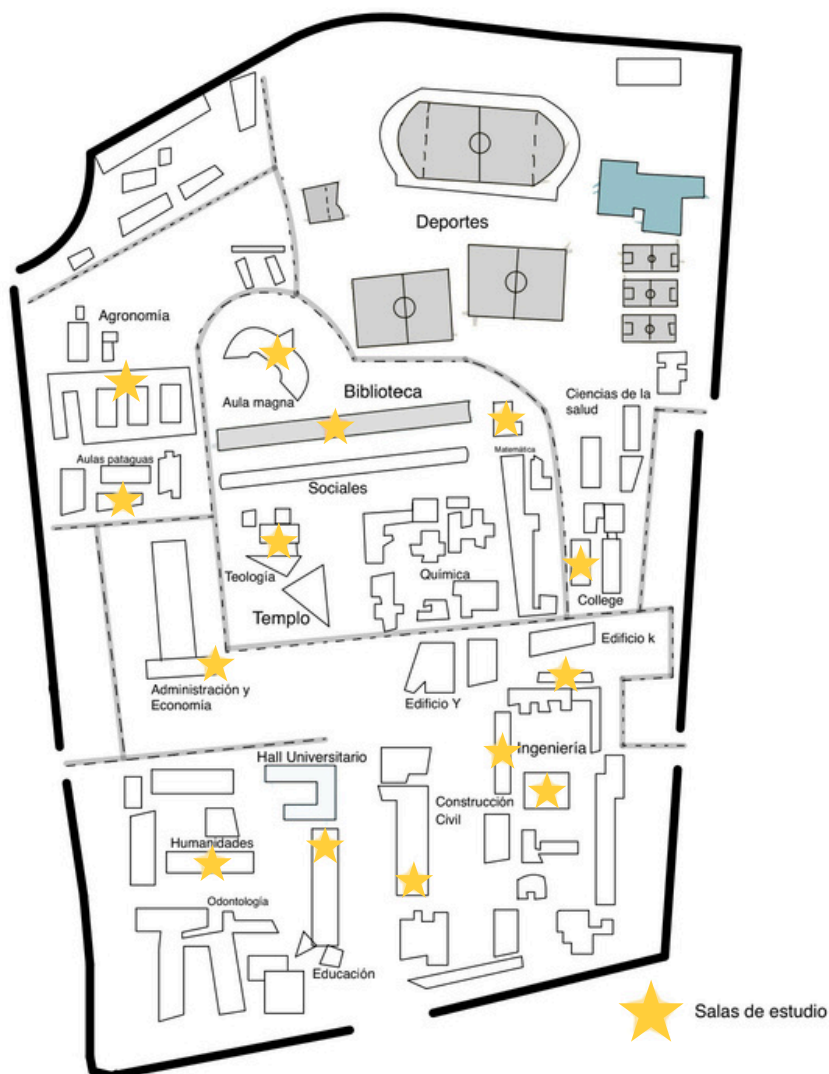 Deportes
Agronomía
Aula magna
Biblioteca
Ciencias de la
salud
Matemática
Aulas pataguas
Sociales
Teología
Química
Templo
College
Edificio k
Administración y
Economía
Edificio Y
Hall Universitario
Ingeniería
Construcción
Civil
Humanidades
Odontología
Educación
Salas de estudio